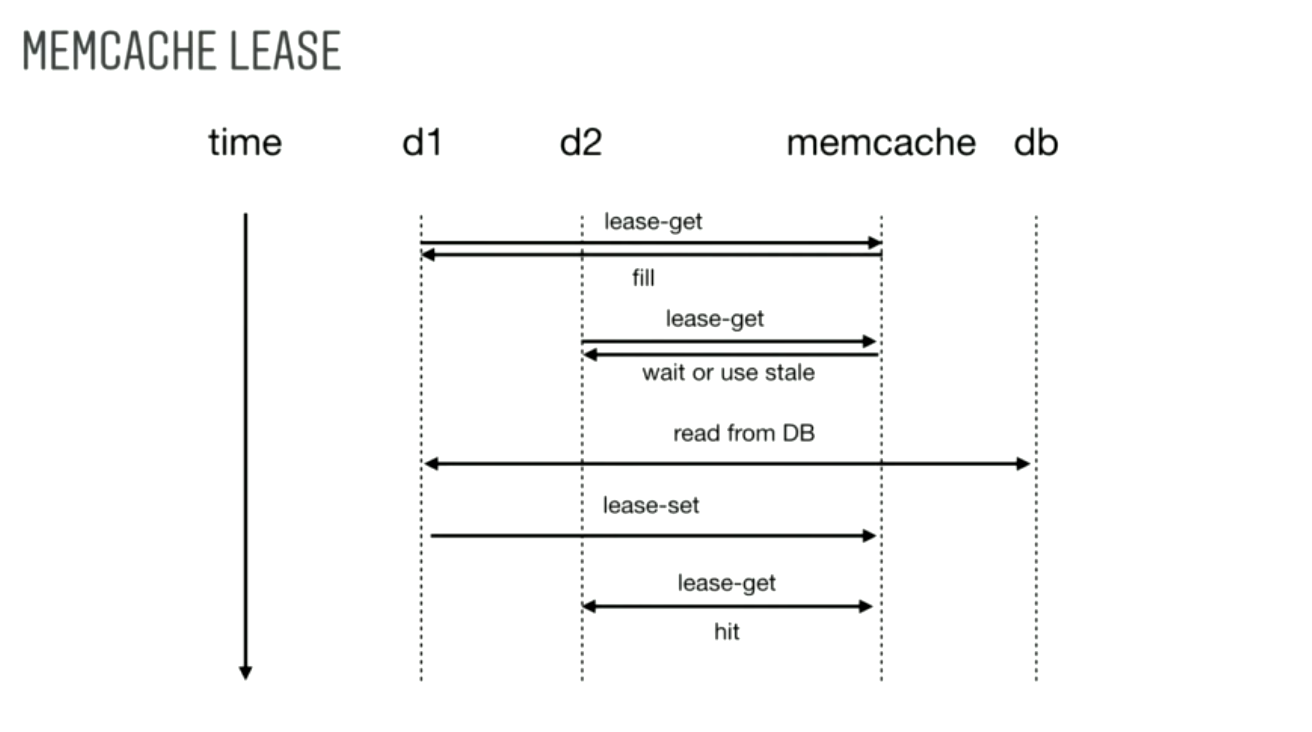 MEMCACHE LEASE
time d1 d2 memcache db
lease-get
fill
lease-get
wait or use stale
read from DB
lease-set
lease-get
hit